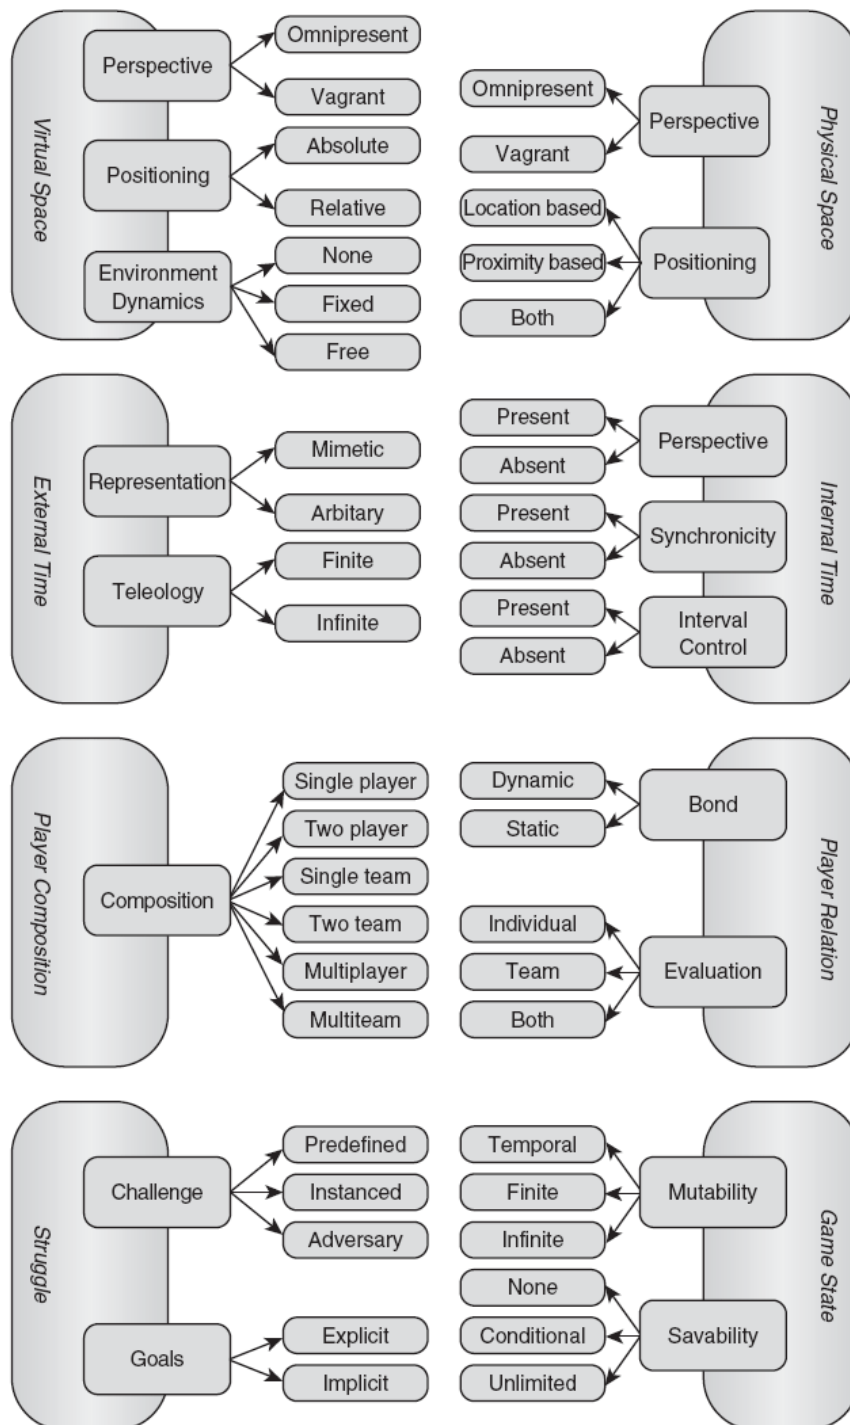 Virtual Space
Perspective
Omnipresent
Vagrant
Positioning
Absolute
Relative
Environment
Dynamics
None
Fixed
Free
Physical Space
Perspective
Omnipresent
Vagrant
Positioning
Location based
Proximity based
Both
External Time
Representation
Mimetic
Arbitary
Teleology
Finite
Infinite
Internal Time
Perspective
Present
Absent
Synchronicity
Present
Absent
Interval
Control
Present
Absent
Player Composition
Composition
Single player
Two player
Single team
Two team
Multiplayer
Multiteam
Player Relation
Bond
Dynamic
Static
Evaluation
Individual
Team
Both
Struggle
Challenge
Predefined
Instanced
Adversary
Goals
Explicit
Implicit
Game State
Mutability
Temporal
Finite
Infinite
Savability
None
Conditional
Unlimited